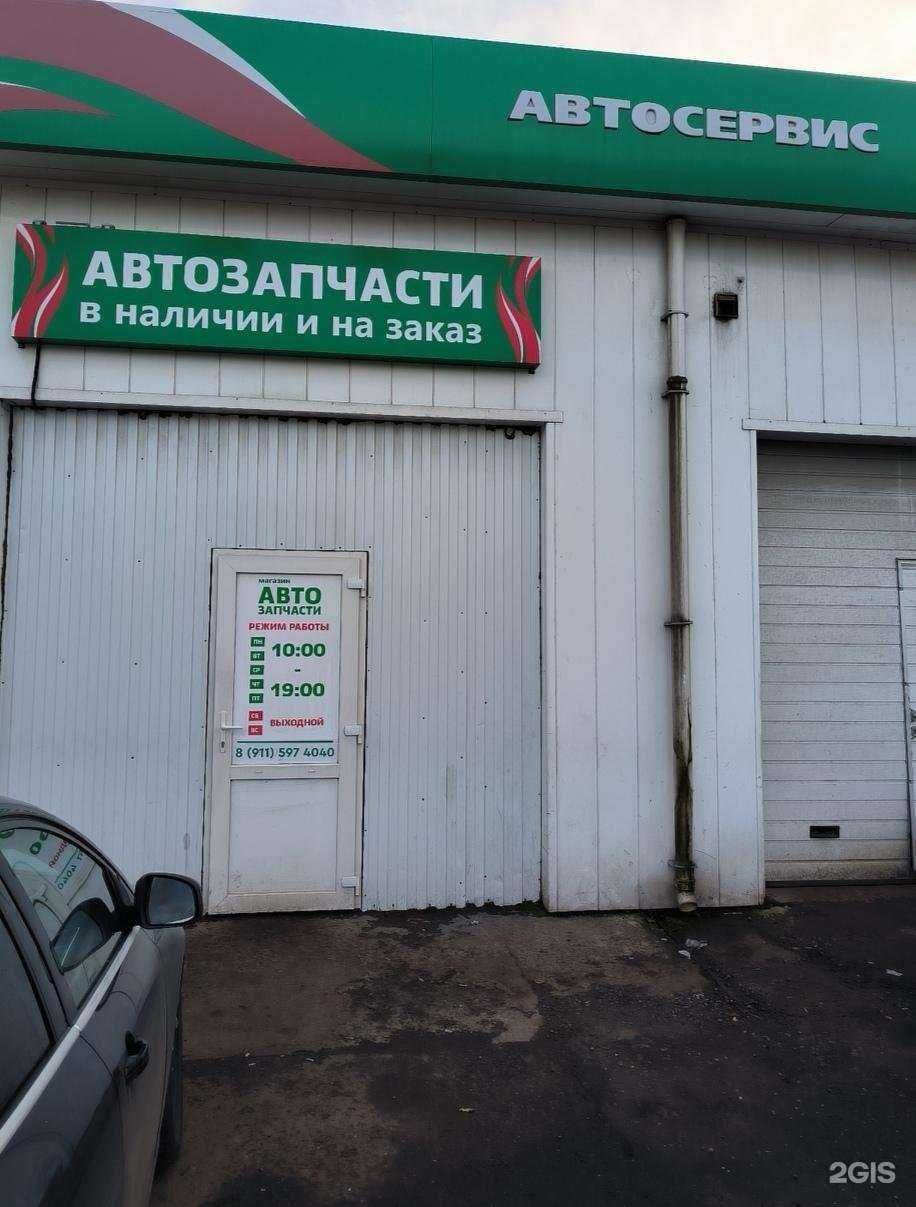 АВТОСЕРВИС
АВТОЗАПЧАСТИ
в наличии и на заказ
магазин
АВТО
ЗАПЧАСТИ
РЕЖИМ РАБОТЫ
ПН
ВТ
СР
ЧТ
ПТ
10:00
-
19:00
СБ
ВС
ВЫХОДНОЙ
8 (911) 597 4040
2GIS